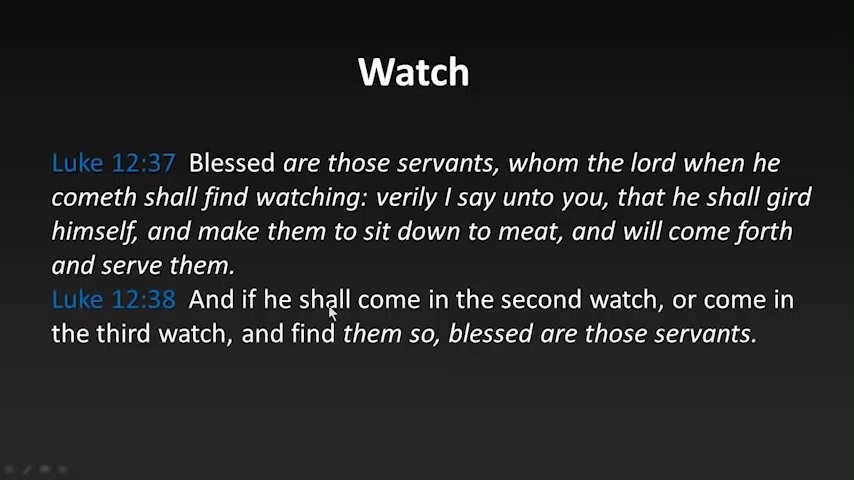 Watch
Luke 12:37 Blessed are those servants, whom the lord when he
cometh shall find watching: verily I say unto you, that he shall gird
himself, and make them to sit down to meat, and will come forth
and serve them.
Luke 12:38 And if he shall come in the second watch, or come in
the third watch, and find them so, blessed are those servants.